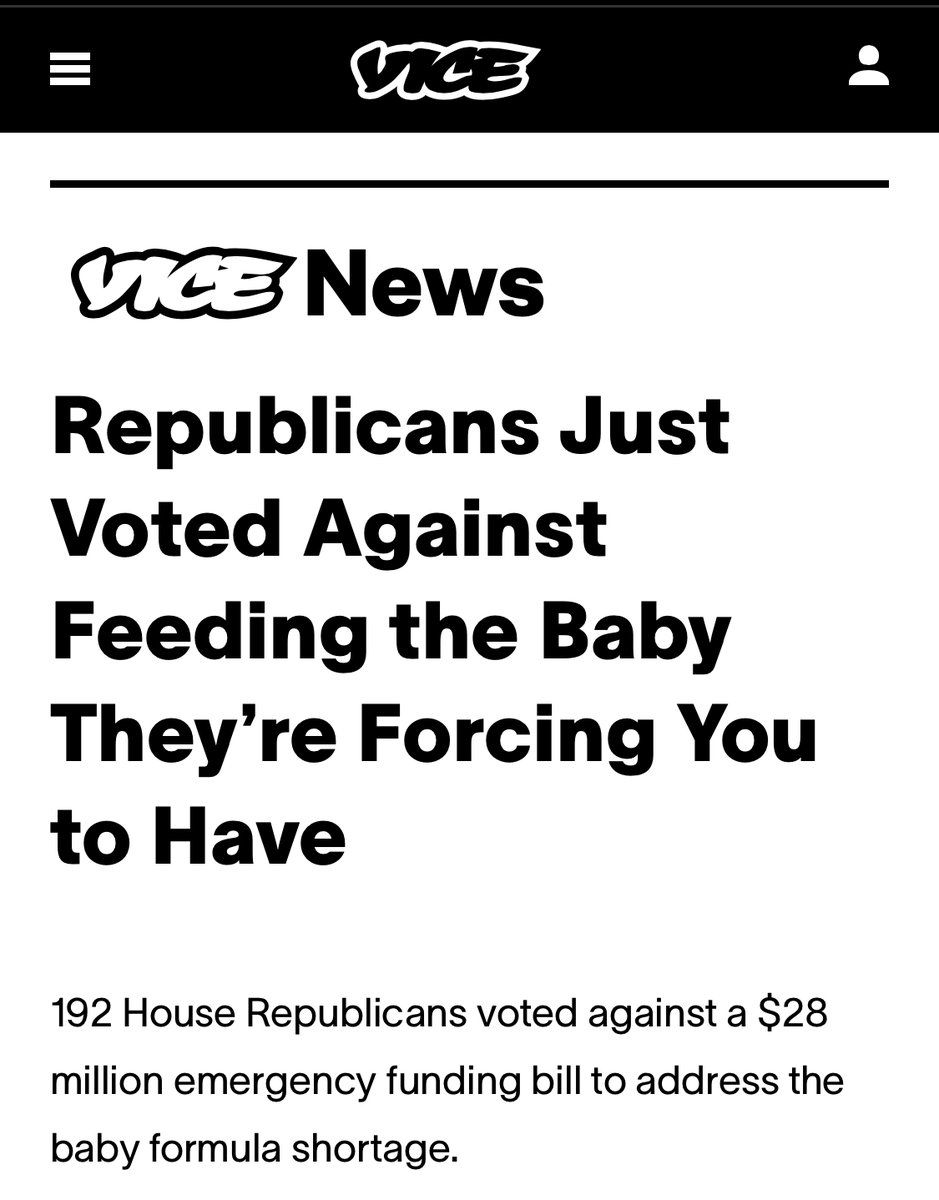 VICE
VICE News
Republicans Just
Voted Against
Feeding the Baby
They’re Forcing You
to Have
192 House Republicans voted against a $28
million emergency funding bill to address the
baby formula shortage.